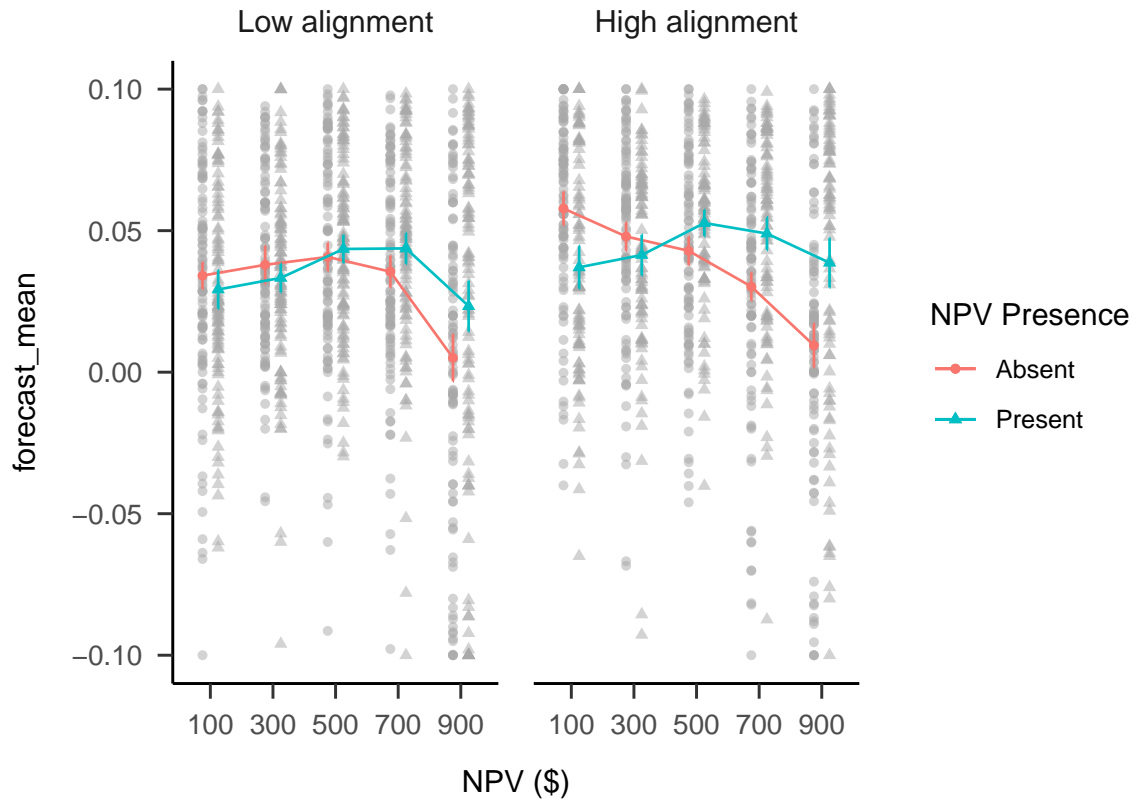 Low alignment
High alignment
0.10
0.05
0.00
−0.05
−0.10
forecast_mean
100 300 500 700 900
100 300 500 700 900
NPV ($)
NPV Presence
Absent
Present